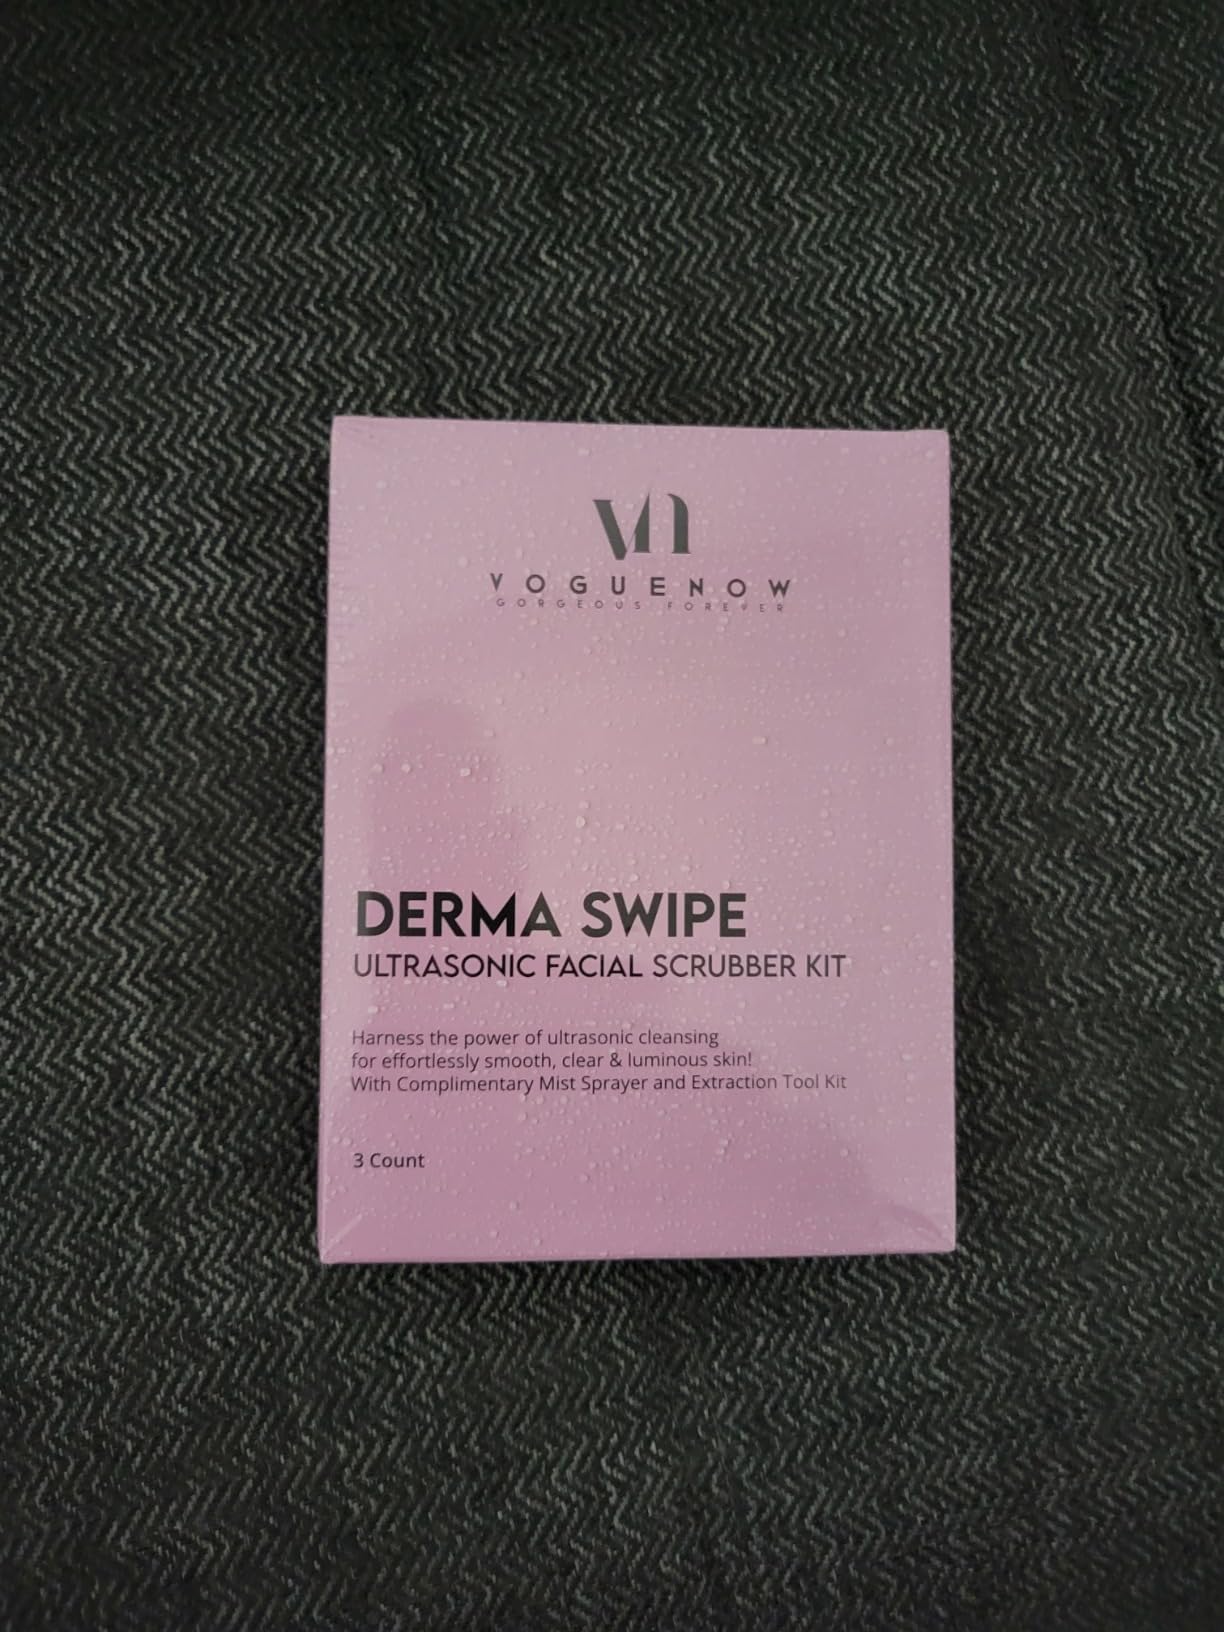 VN
VOGUENOW
GORGEOUS FOREVER
DERMA SWIPE
ULTRASONIC FACIAL SCRUBBER KIT
Harness the power of ultrasonic cleansing
for effortlessly smooth, clear & luminous skin!
With Complimentary Mist Sprayer and Extraction Tool Kit
3 Count